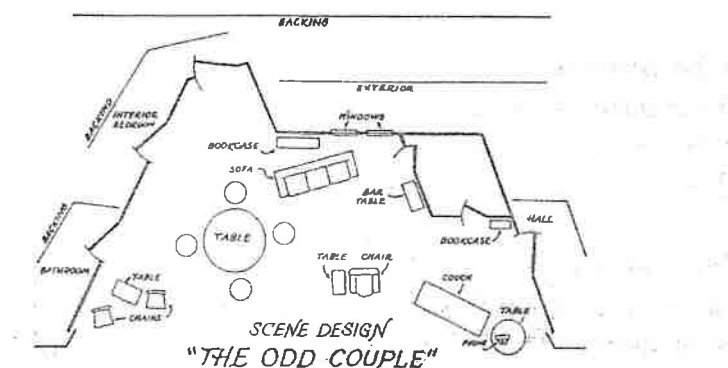 BACKING
EXTERIOR
BACKING
INTERIOR
BEDROOM
WINDOWS
BOOKCASE
SOFA
BAR
TABLE
BACKING
HALL
TABLE
BOOKCASE
BATHROOM
TABLE
TABLE CHAIR
COUCH
CHAIRS
TABLE
PHONE
SCENE DESIGN
"THE ODD COUPLE"